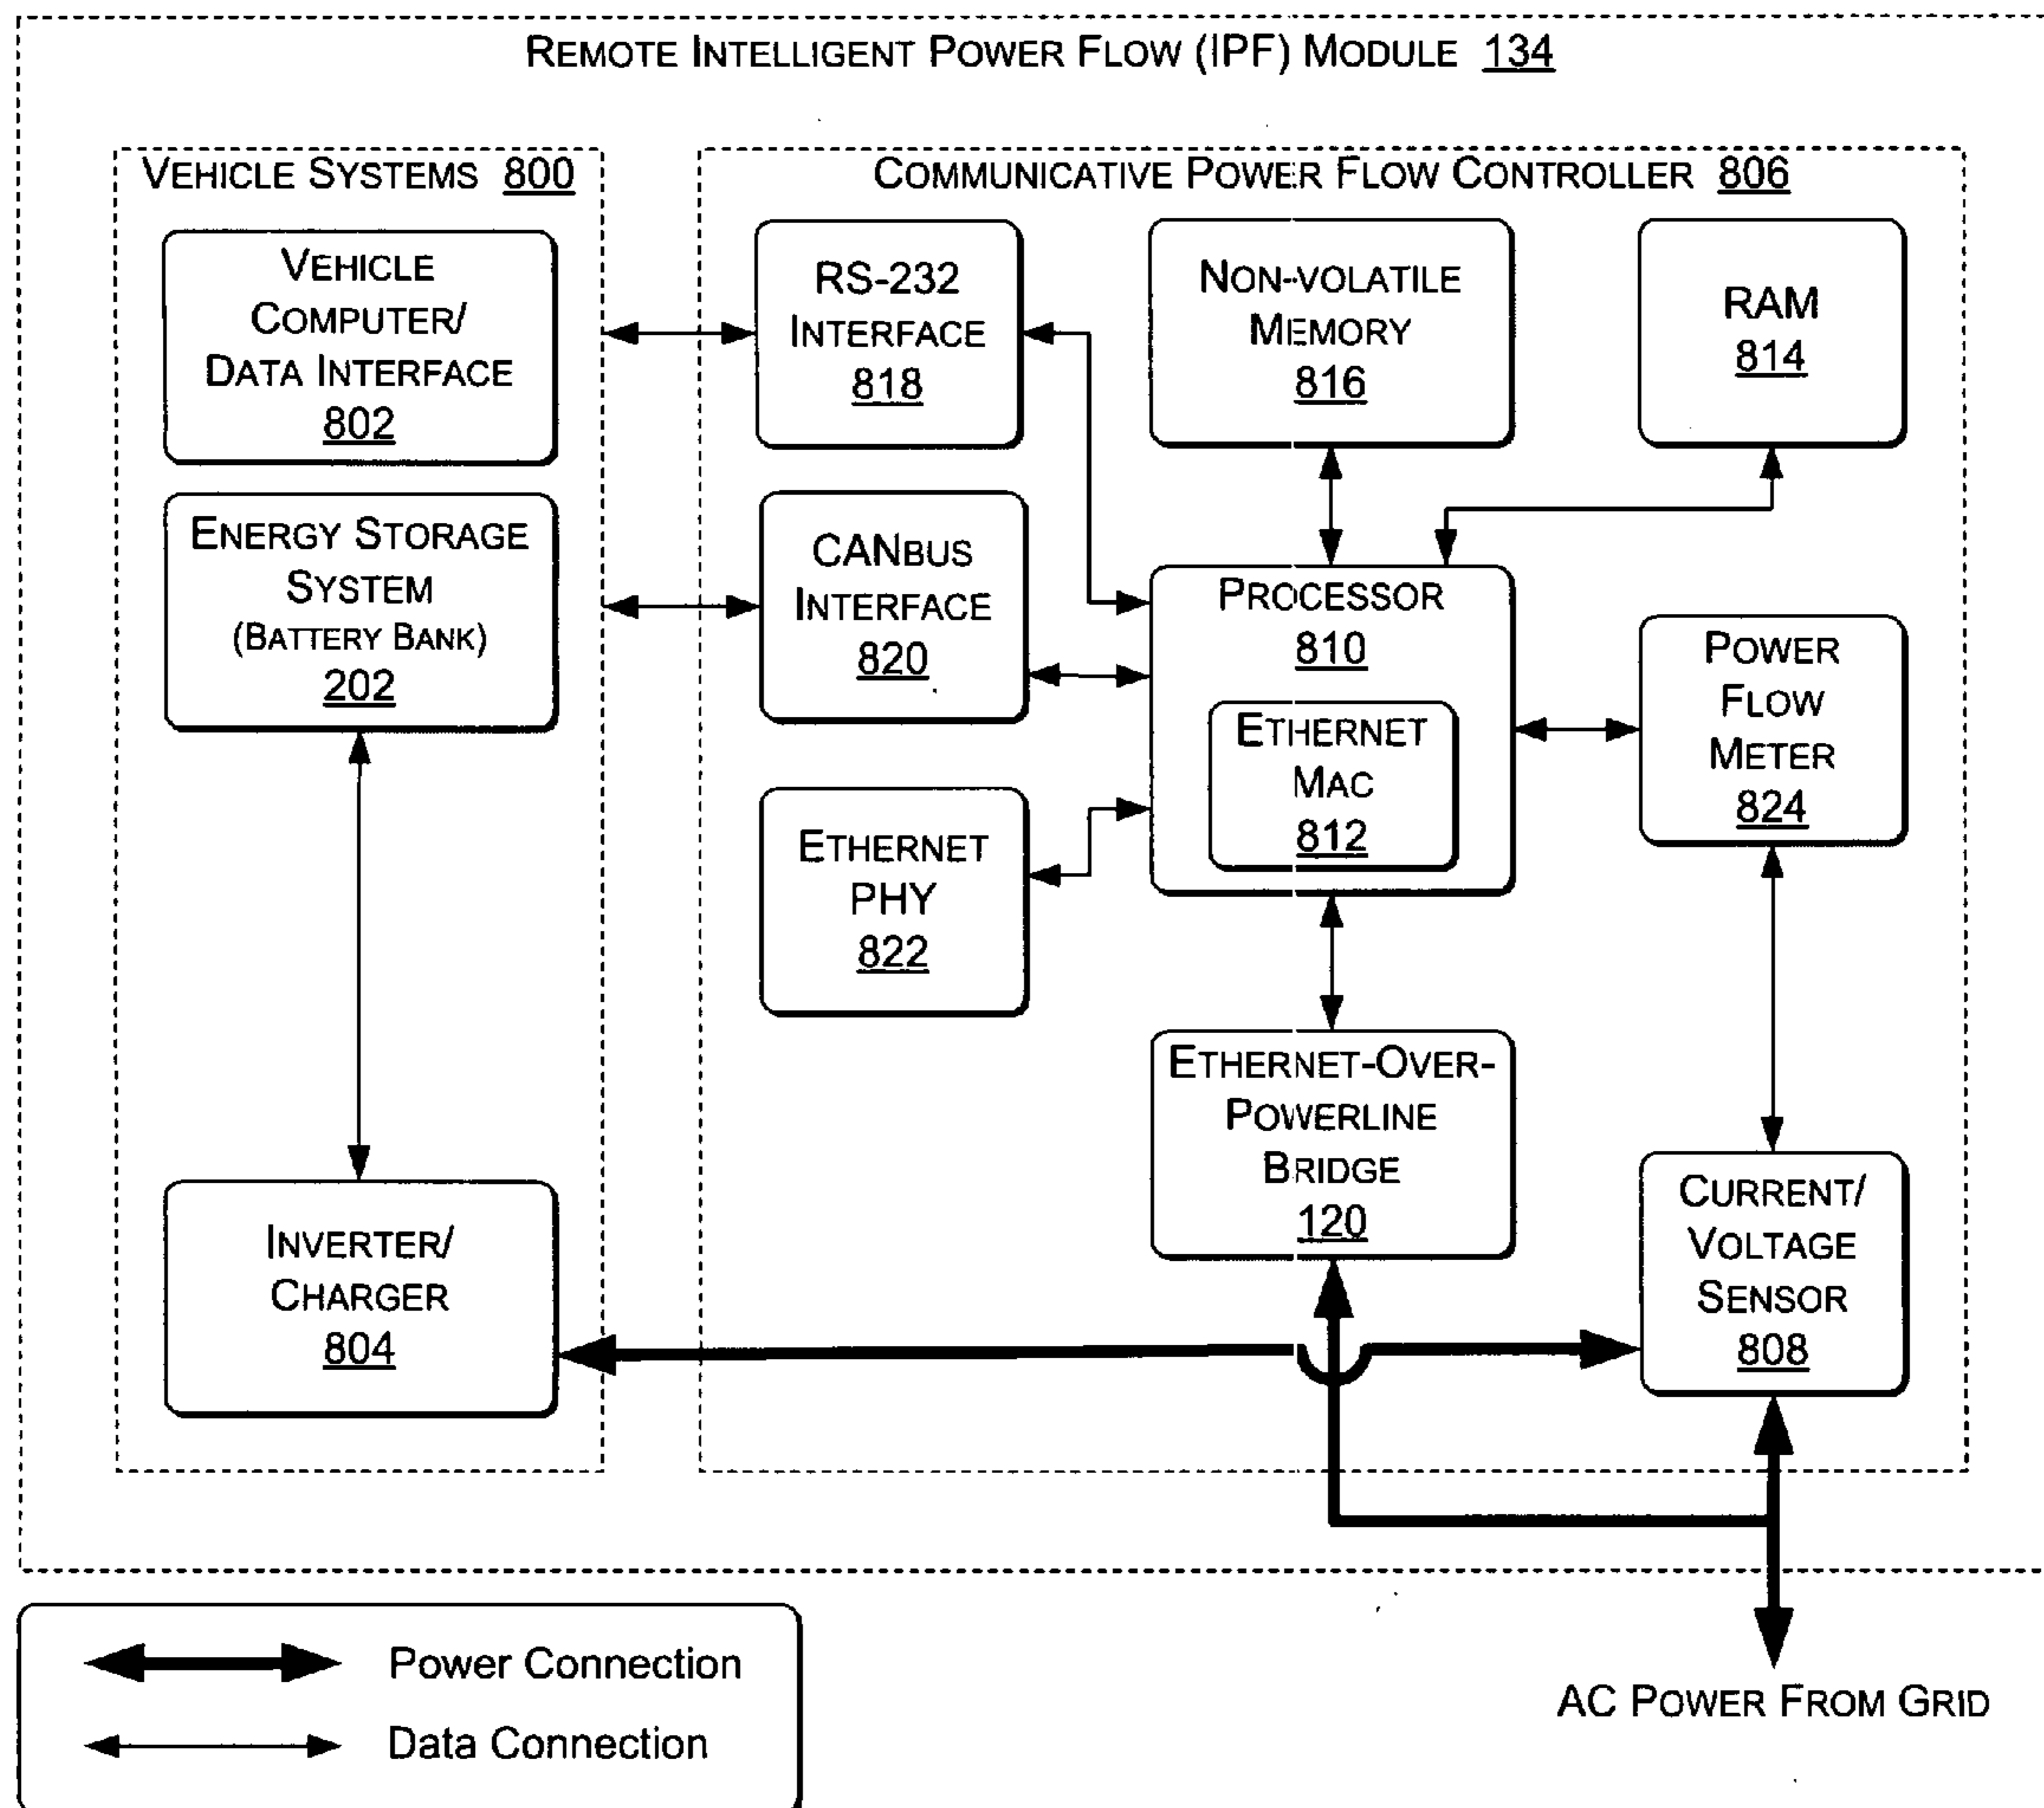 REMOTE INTELLIGENT POWER FLOW (IPF) MODULE 134
VEHICLE SYSTEMS 800
VEHICLE
COMPUTER/
DATA INTERFACE
802
ENERGY STORAGE
SYSTEM
(BATTERY BANK)
202
INVERTER/
CHARGER
804
COMMUNICATIVE POWER FLOW CONTROLLER 806
RS-232
INTERFACE
818
CANBUS
INTERFACE
820
ETHERNET
PHY
822
NON-VOLATILE
MEMORY
816
RAM
814
PROCESSOR
810
ETHERNET
MAC
812
POWER
FLOW
METER
824
ETHERNET-OVER-
POWERLINE
BRIDGE
120
CURRENT/
VOLTAGE
SENSOR
808
AC POWER FROM GRID
Power Connection
Data Connection